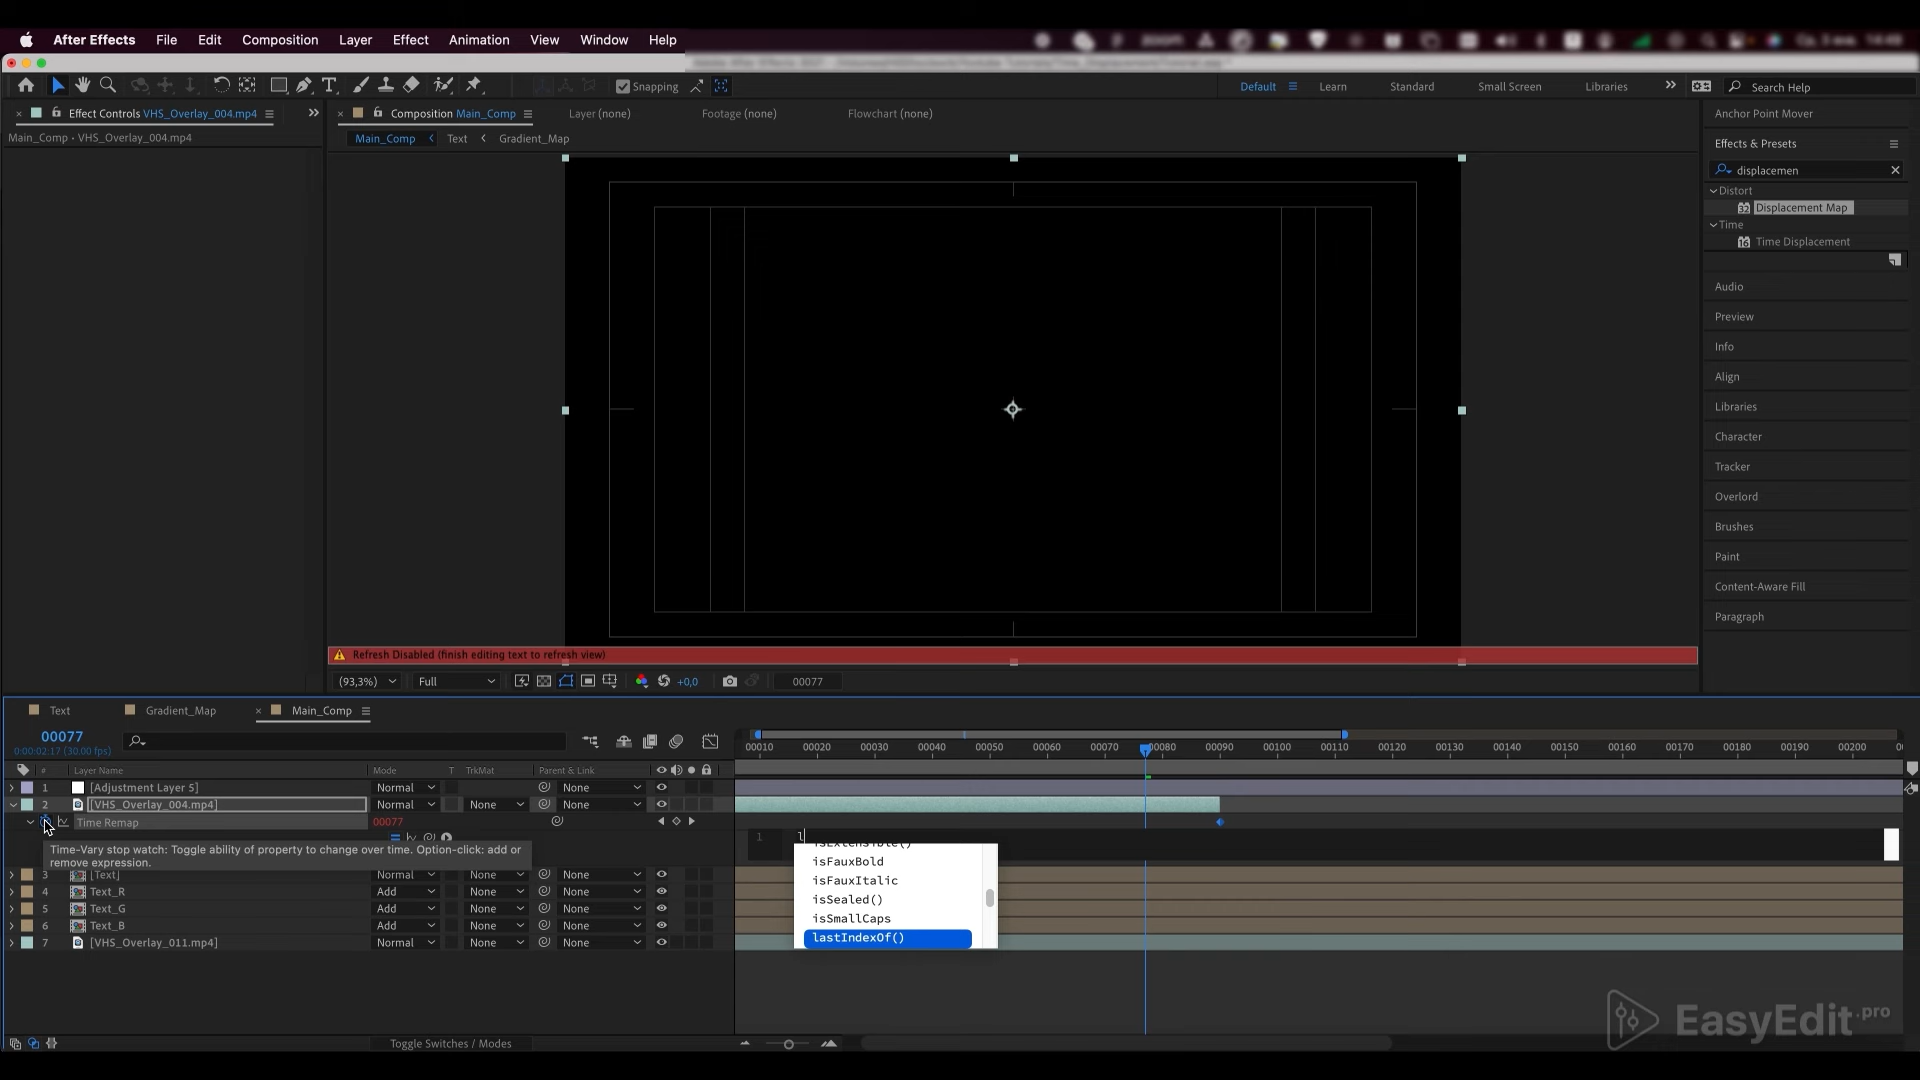 After Effects File Edit Composition Layer Effect Animation View Window Help
Snapping
Default Learn Standard Small Screen Libraries
Search Help
Effect Controls VHS_Overlay_004.mp4
Composition Main_Comp
Layer (none)
Footage (none)
Flowchart (none)
Anchor Point Mover
Main_Comp • VHS_Overlay_004.mp4
Main_Comp Text Gradient_Map
Effects & Presets
displacemen
Distort
32 Displacement Map
Time
16 Time Displacement
Audio
Preview
Info
Align
Libraries
Character
Tracker
Overlord
Brushes
Paint
Content-Aware Fill
Paragraph
Refresh Disabled (finish editing text to refresh view)
(93,3%) Full +0,0 00077
Text Gradient_Map Main_Comp
00077
0:00:02:17 (30.00 fps)
00010 00020 00030 00040 00050 00060 00070 00080 00090 00100 00110 00120 00130 00140 00150 00160 00170 00180 00190 00200
# Layer Name Mode T TrkMat Parent & Link
1 [Adjustment Layer 5] Normal None
2 [VHS_Overlay_004.mp4] Normal None None
Time Remap 00077
1 l
Time-Vary stop watch: Toggle ability of property to change over time. Option-click: add or
remove expression.
3 [Text] Normal None None
4 Text_R Add None None
5 Text_G Add None None
6 Text_B Add None None
7 [VHS_Overlay_011.mp4] Normal None None
isExtensible()
isFauxBold
isFauxItalic
isSealed()
isSmallCaps
lastIndexOf()
Toggle Switches / Modes
EasyEdit.pro